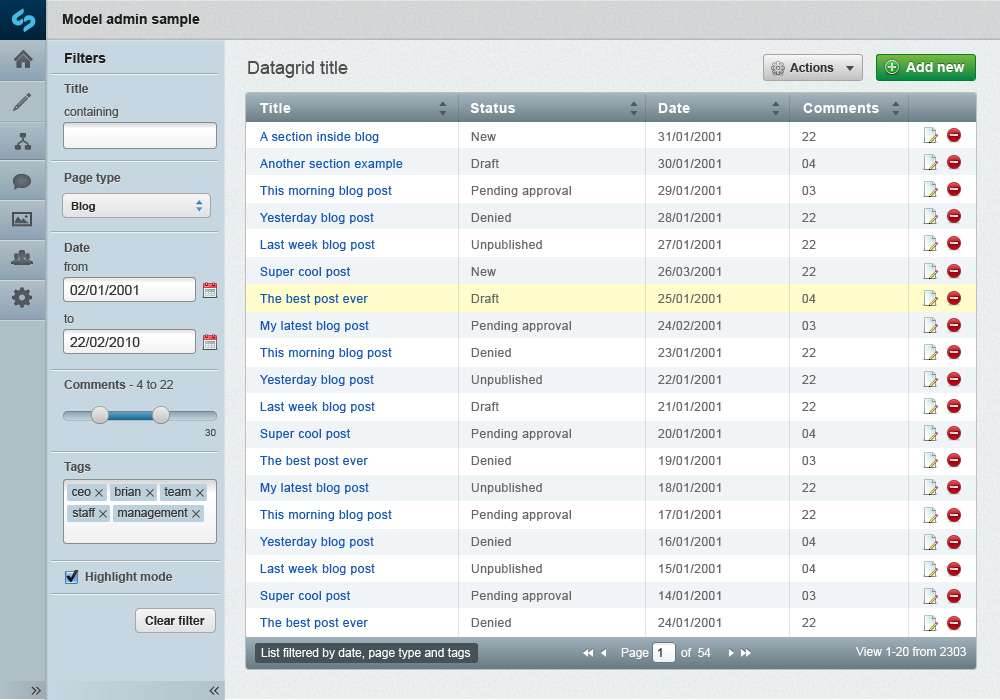 Model admin sample
Filters
Title
containing
Page type
Blog
Date
from
02/01/2001
to
22/02/2010
Comments - 4 to 22
30
Tags
ceo × brian × team ×
staff × management ×
Highlight mode
Clear filter
«
»
Datagrid title
Actions
Add new
Title Status Date Comments
A section inside blog New 31/01/2001 22
Another section example Draft 30/01/2001 04
This morning blog post Pending approval 29/01/2001 03
Yesterday blog post Denied 28/01/2001 22
Last week blog post Unpublished 27/01/2001 22
Super cool post New 26/03/2001 22
The best post ever Draft 25/01/2001 04
My latest blog post Pending approval 24/02/2001 03
This morning blog post Denied 23/01/2001 22
Yesterday blog post Unpublished 22/01/2001 22
Last week blog post Draft 21/01/2001 22
Super cool post Pending approval 20/01/2001 04
The best post ever Denied 19/01/2001 03
My latest blog post Unpublished 18/01/2001 22
This morning blog post Pending approval 17/01/2001 22
Yesterday blog post Denied 16/01/2001 04
Last week blog post Unpublished 15/01/2001 04
Super cool post Pending approval 14/01/2001 03
The best post ever Denied 24/01/2001 22
List filtered by date, page type and tags Page 1 of 54 View 1-20 from 2303